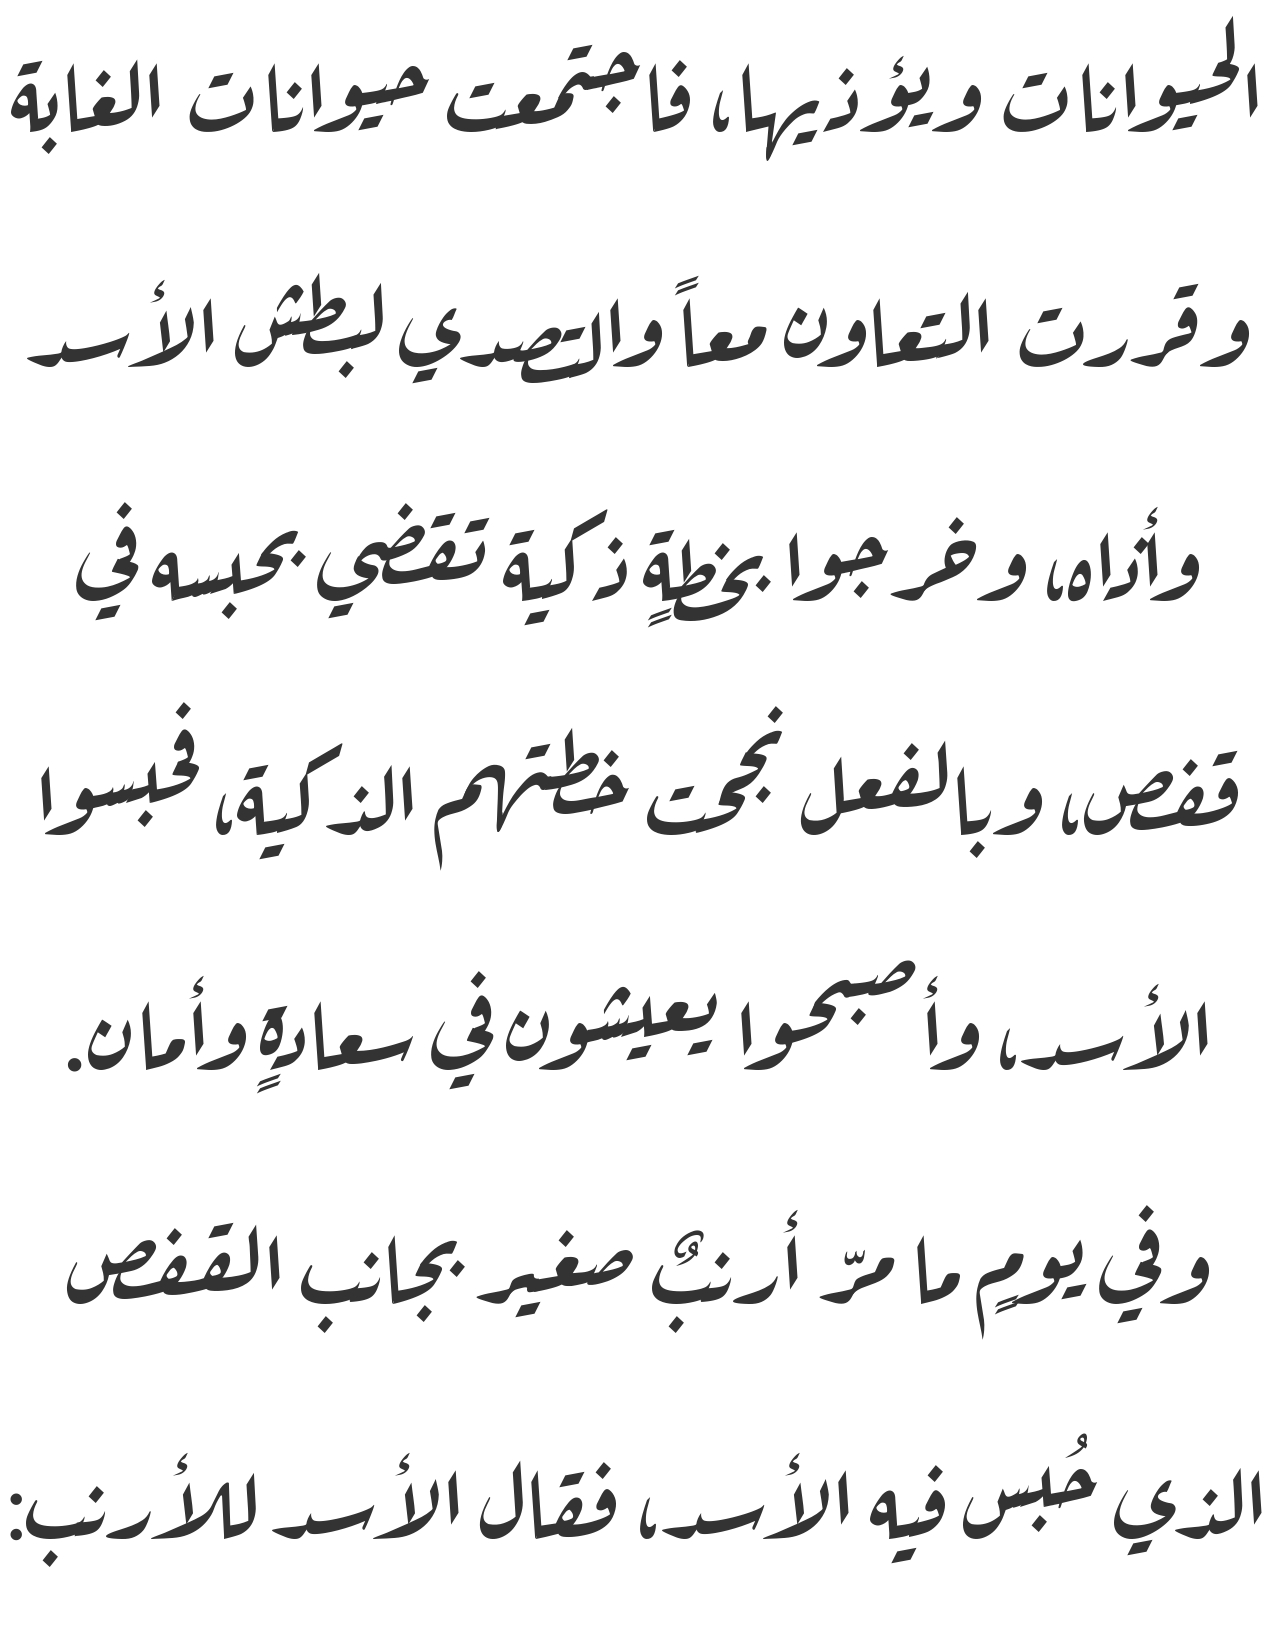 الحيوانات ويؤذيها، فاجتمعت حيوانات الغابة
وقررت التعاون معاً والتصدي لبطش الأسد
وأذاه، وخرجوا بخطةٍ ذكية تقضي بحبسه في
قفص، وبالفعل نجحت خطتهم الذكية، فحبسوا
الأسد، وأصبحوا يعيشون في سعادةٍ وأمان.
وفي يومٍ ما مرّ أرنبٌ صغير بجانب القفص
الذي حُبس فيه الأسد، فقال الأسد للأرنب: